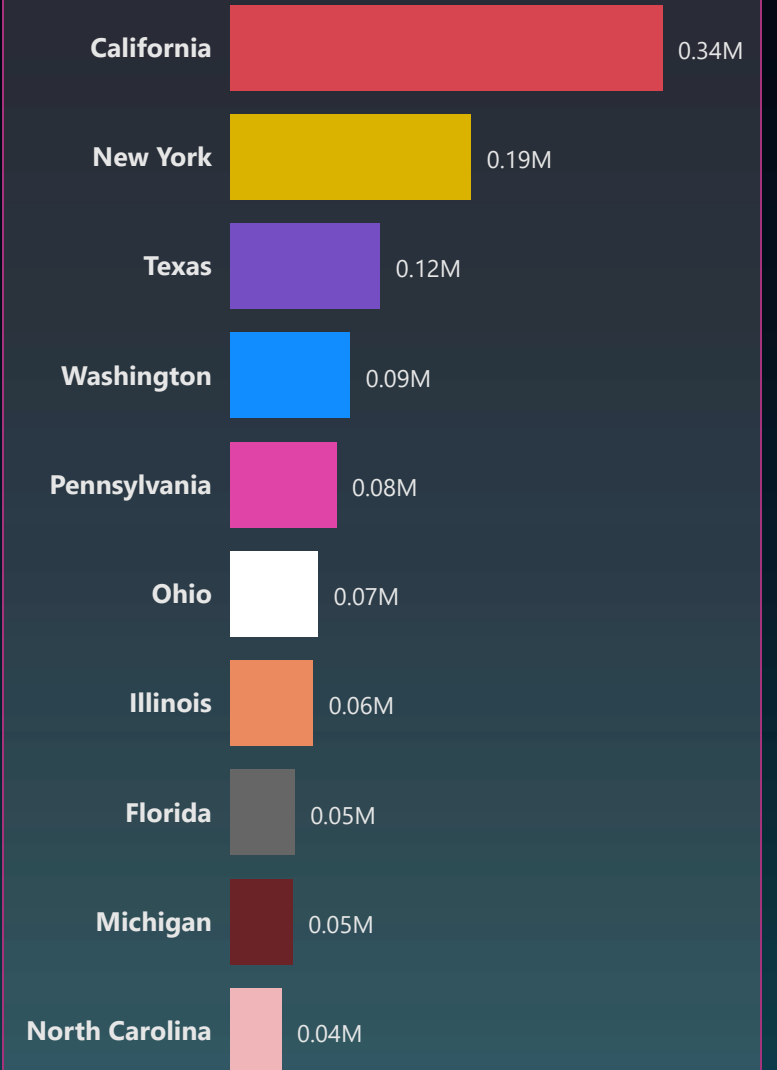 California 0.34M
New York 0.19M
Texas 0.12M
Washington 0.09M
Pennsylvania 0.08M
Ohio 0.07M
Illinois 0.06M
Florida 0.05M
Michigan 0.05M
North Carolina 0.04M